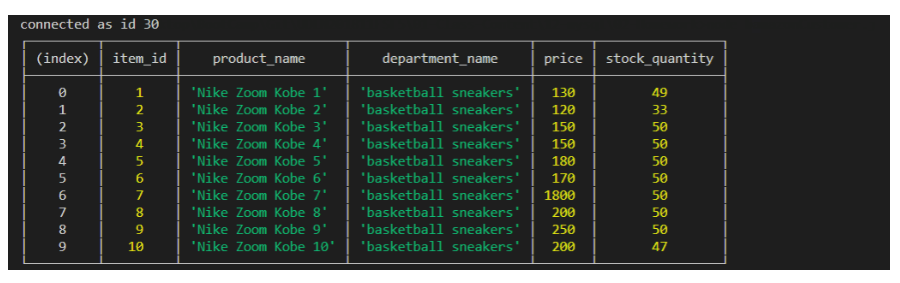 connected as id 30
(index) item_id product_name department_name price stock_quantity
0 1 'Nike Zoom Kobe 1' 'basketball sneakers' 130 49
1 2 'Nike Zoom Kobe 2' 'basketball sneakers' 120 33
2 3 'Nike Zoom Kobe 3' 'basketball sneakers' 150 50
3 4 'Nike Zoom Kobe 4' 'basketball sneakers' 150 50
4 5 'Nike Zoom Kobe 5' 'basketball sneakers' 180 50
5 6 'Nike Zoom Kobe 6' 'basketball sneakers' 170 50
6 7 'Nike Zoom Kobe 7' 'basketball sneakers' 1800 50
7 8 'Nike Zoom Kobe 8' 'basketball sneakers' 200 50
8 9 'Nike Zoom Kobe 9' 'basketball sneakers' 250 50
9 10 'Nike Zoom Kobe 10' 'basketball sneakers' 200 47